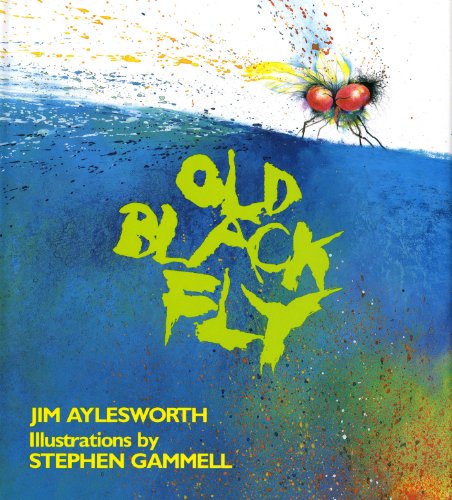 OLD
BLACK
FLY
JIM AYLESWORTH
Illustrations by
STEPHEN GAMMELL